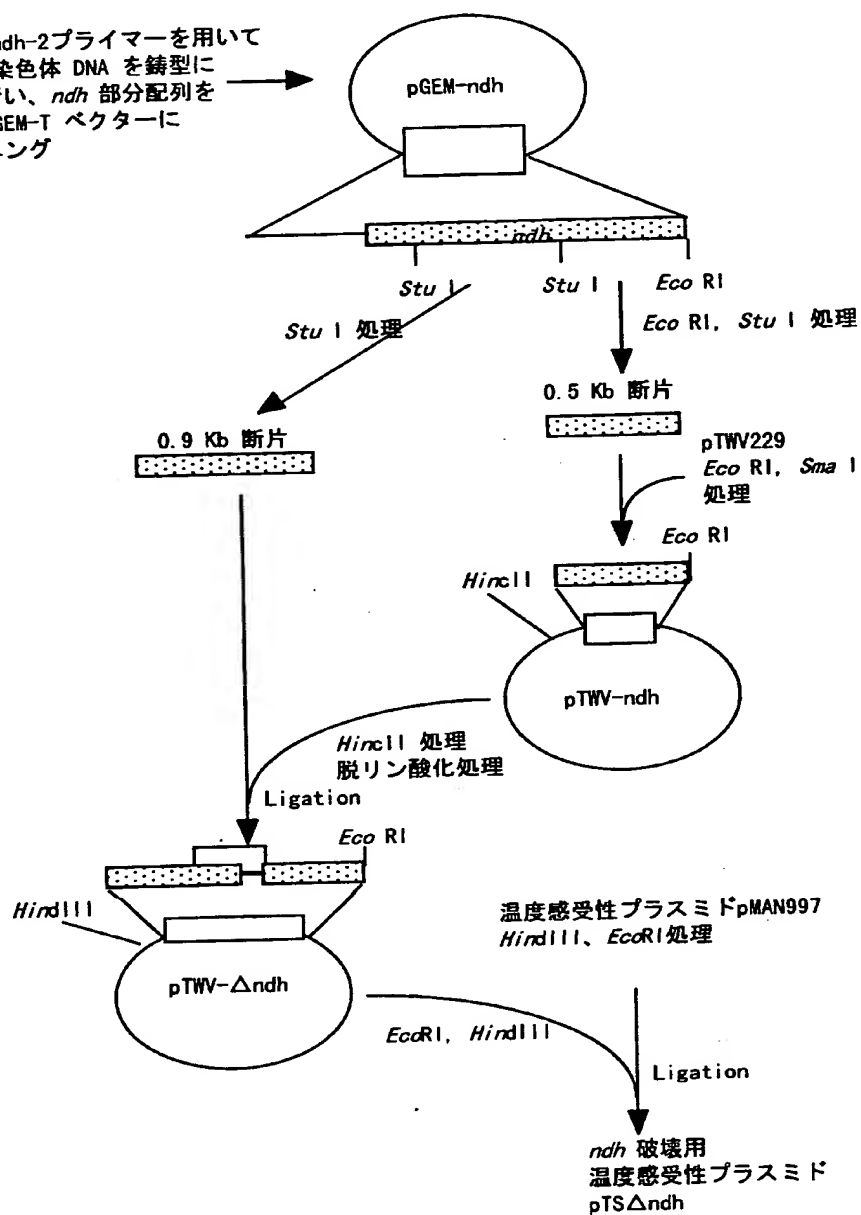 dh-2プライマーを用いて
染色体 DNA を鋳型に
い、ndh 部分配列を
GEM-T ベクターに
ニング
pGEM-ndh
ndh
Stu I
Stu I
Eco RI
Stu I 処理
Eco RI, Stu I 処理
0.9 Kb 断片
0.5 Kb 断片
pTWV229
Eco RI, Sma I
処理
Eco RI
HincII
pTWV-ndh
HincII 処理
脱リン酸化処理
Ligation
Eco RI
HindIII
温度感受性プラスミドpMAN997
HindIII、EcoRI処理
pTWV-△ndh
EcoRI, HindIII
Ligation
ndh 破壊用
温度感受性プラスミド
pTS△ndh